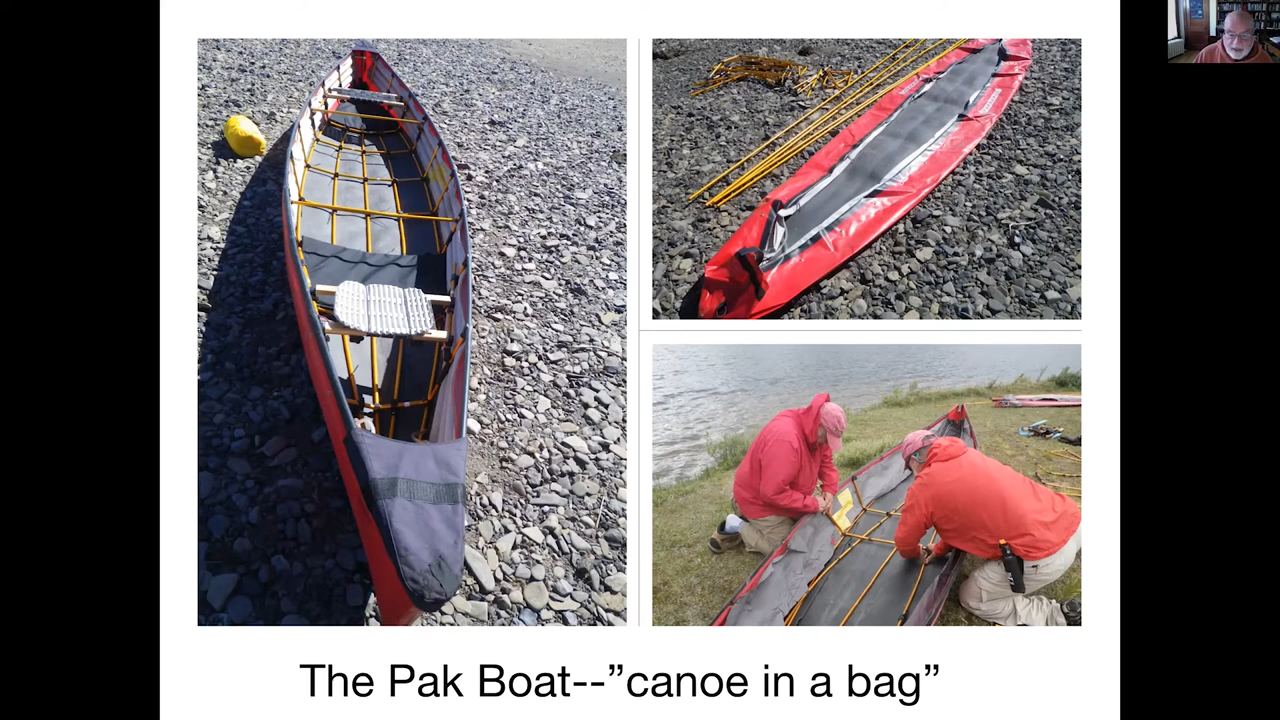 The Pak Boat--”canoe in a bag”